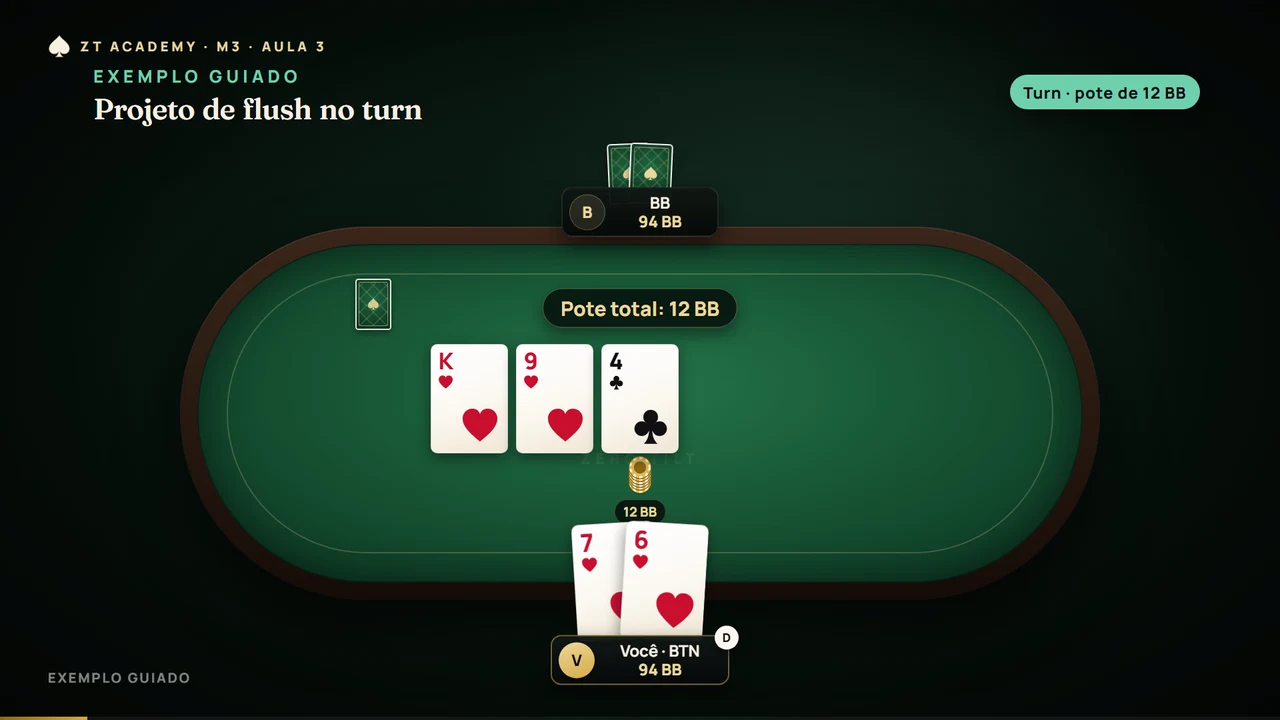 ZT ACADEMY · M3 · AULA 3
EXEMPLO GUIADO
Projeto de flush no turn
Turn · pote de 12 BB
B
BB
94 BB
Pote total: 12 BB
K
9
4
12 BB
7
6
D
V
Você · BTN
94 BB
EXEMPLO GUIADO